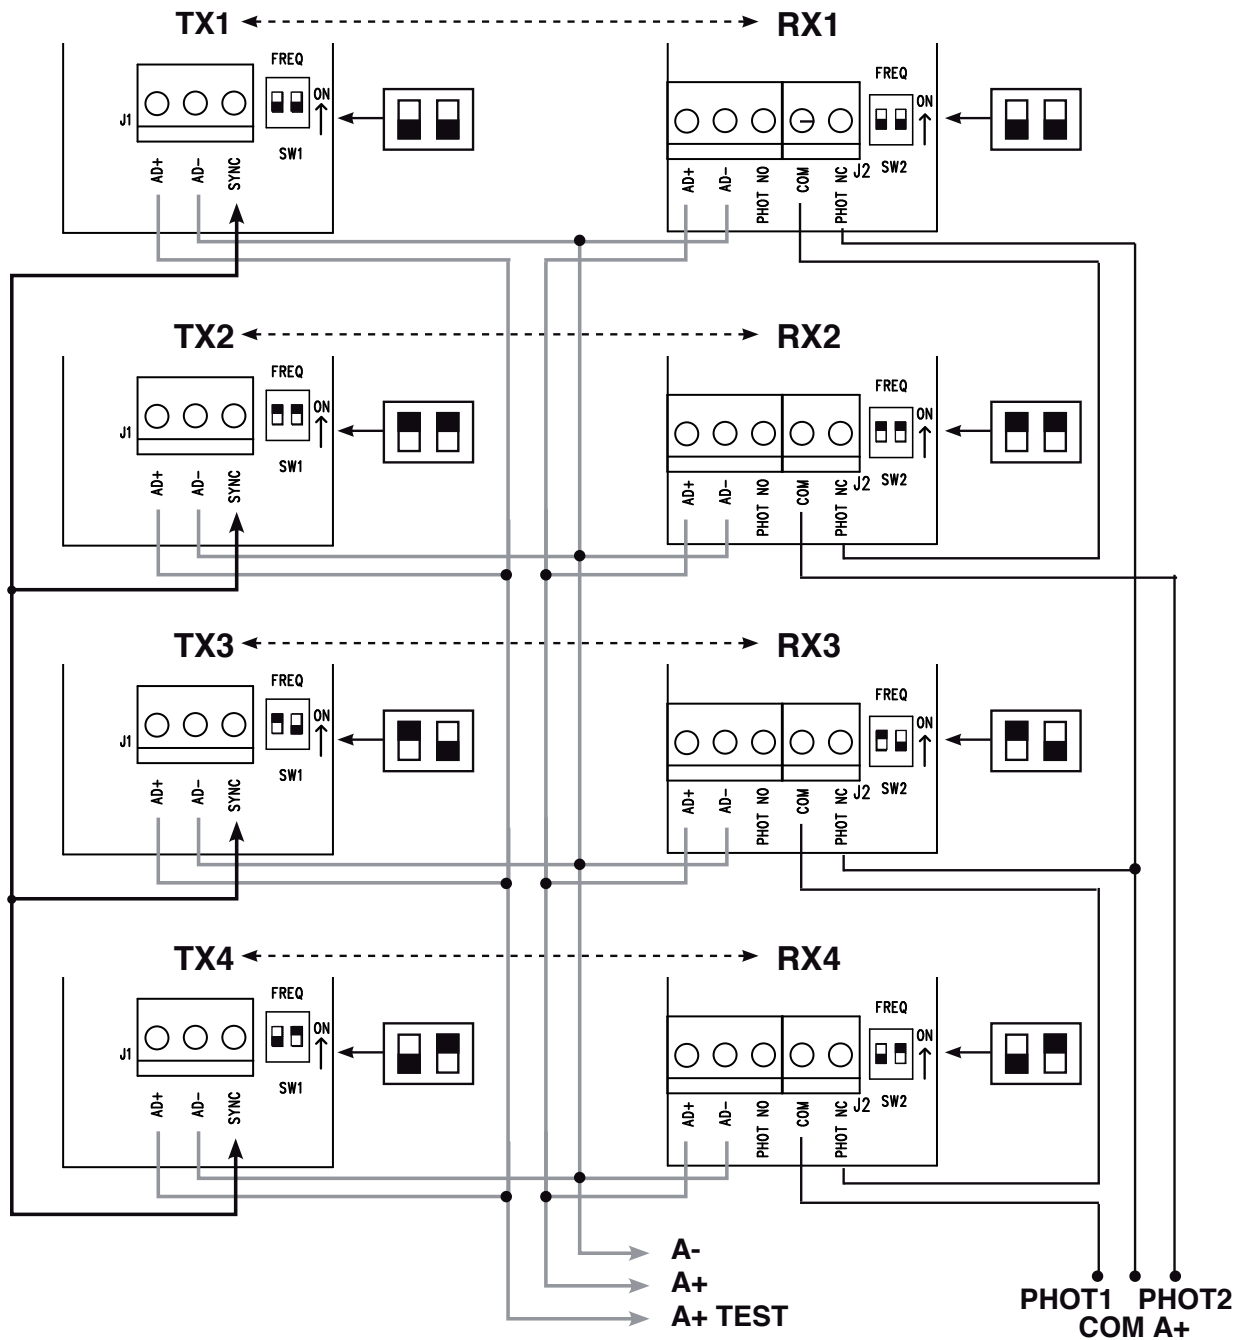 TX1 RX1
FREQ FREQ
ON ON
J1 SW1 J2 SW2
AD+ AD- SYNC AD+ AD- PHOT NO COM PHOT NC
TX2 RX2
FREQ FREQ
ON ON
J1 SW1 J2 SW2
AD+ AD- SYNC AD+ AD- PHOT NO COM PHOT NC
TX3 RX3
FREQ FREQ
ON ON
J1 SW1 J2 SW2
AD+ AD- SYNC AD+ AD- PHOT NO COM PHOT NC
TX4 RX4
FREQ FREQ
ON ON
J1 SW1 J2 SW2
AD+ AD- SYNC AD+ AD- PHOT NO COM PHOT NC
A-
A+
A+ TEST
PHOT1 PHOT2
COM A+